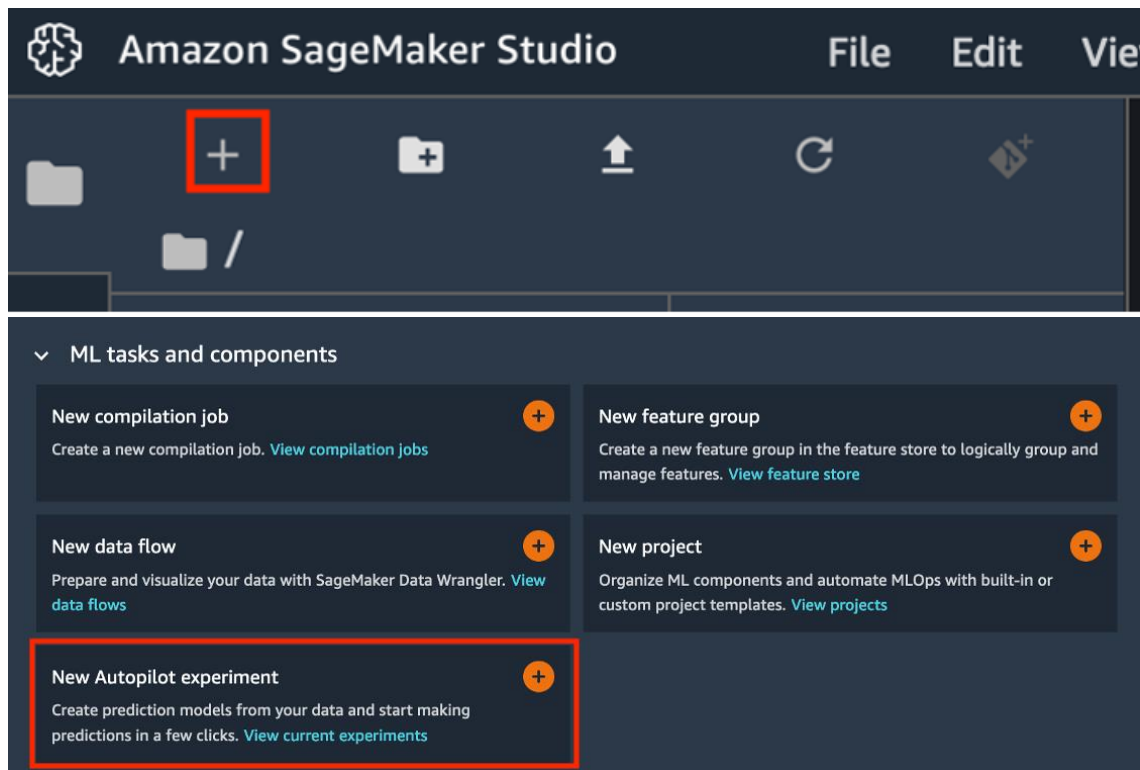 Amazon SageMaker Studio File Edit Vie
/
ML tasks and components
New compilation job
Create a new compilation job. View compilation jobs
New feature group
Create a new feature group in the feature store to logically group and
manage features. View feature store
New data flow
Prepare and visualize your data with SageMaker Data Wrangler. View
data flows
New project
Organize ML components and automate MLOps with built-in or
custom project templates. View projects
New Autopilot experiment
Create prediction models from your data and start making
predictions in a few clicks. View current experiments